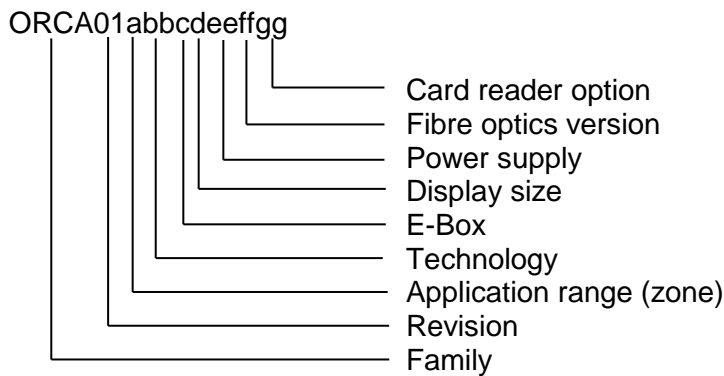 ORCA01abbcdeeffgg
Card reader option
Fibre optics version
Power supply
Display size
E-Box
Technology
Application range (zone)
Revision
Family